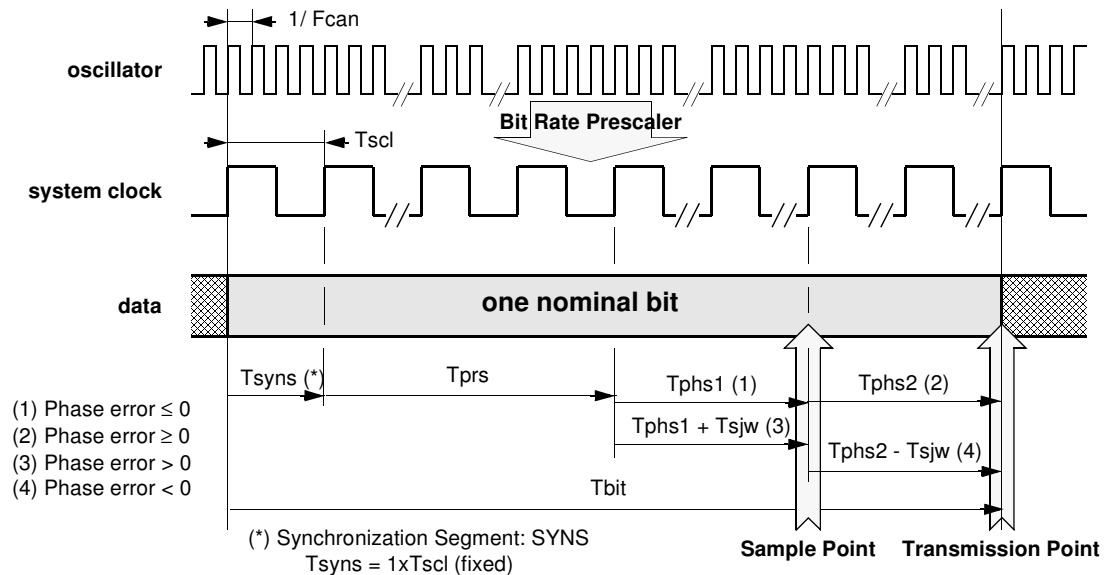 1/ Fcan
oscillator
Bit Rate Prescaler
Tscl
system clock
data
one nominal bit
Tsyns (*)
Tprs
Tphs1 (1)
Tphs2 (2)
(1) Phase error ≤ 0
(2) Phase error ≥ 0
(3) Phase error > 0
(4) Phase error < 0
Tphs1 + Tsjw (3)
Tphs2 - Tsjw (4)
Tbit
(*) Synchronization Segment: SYNS
Tsyns = 1xTscl (fixed)
Sample Point
Transmission Point